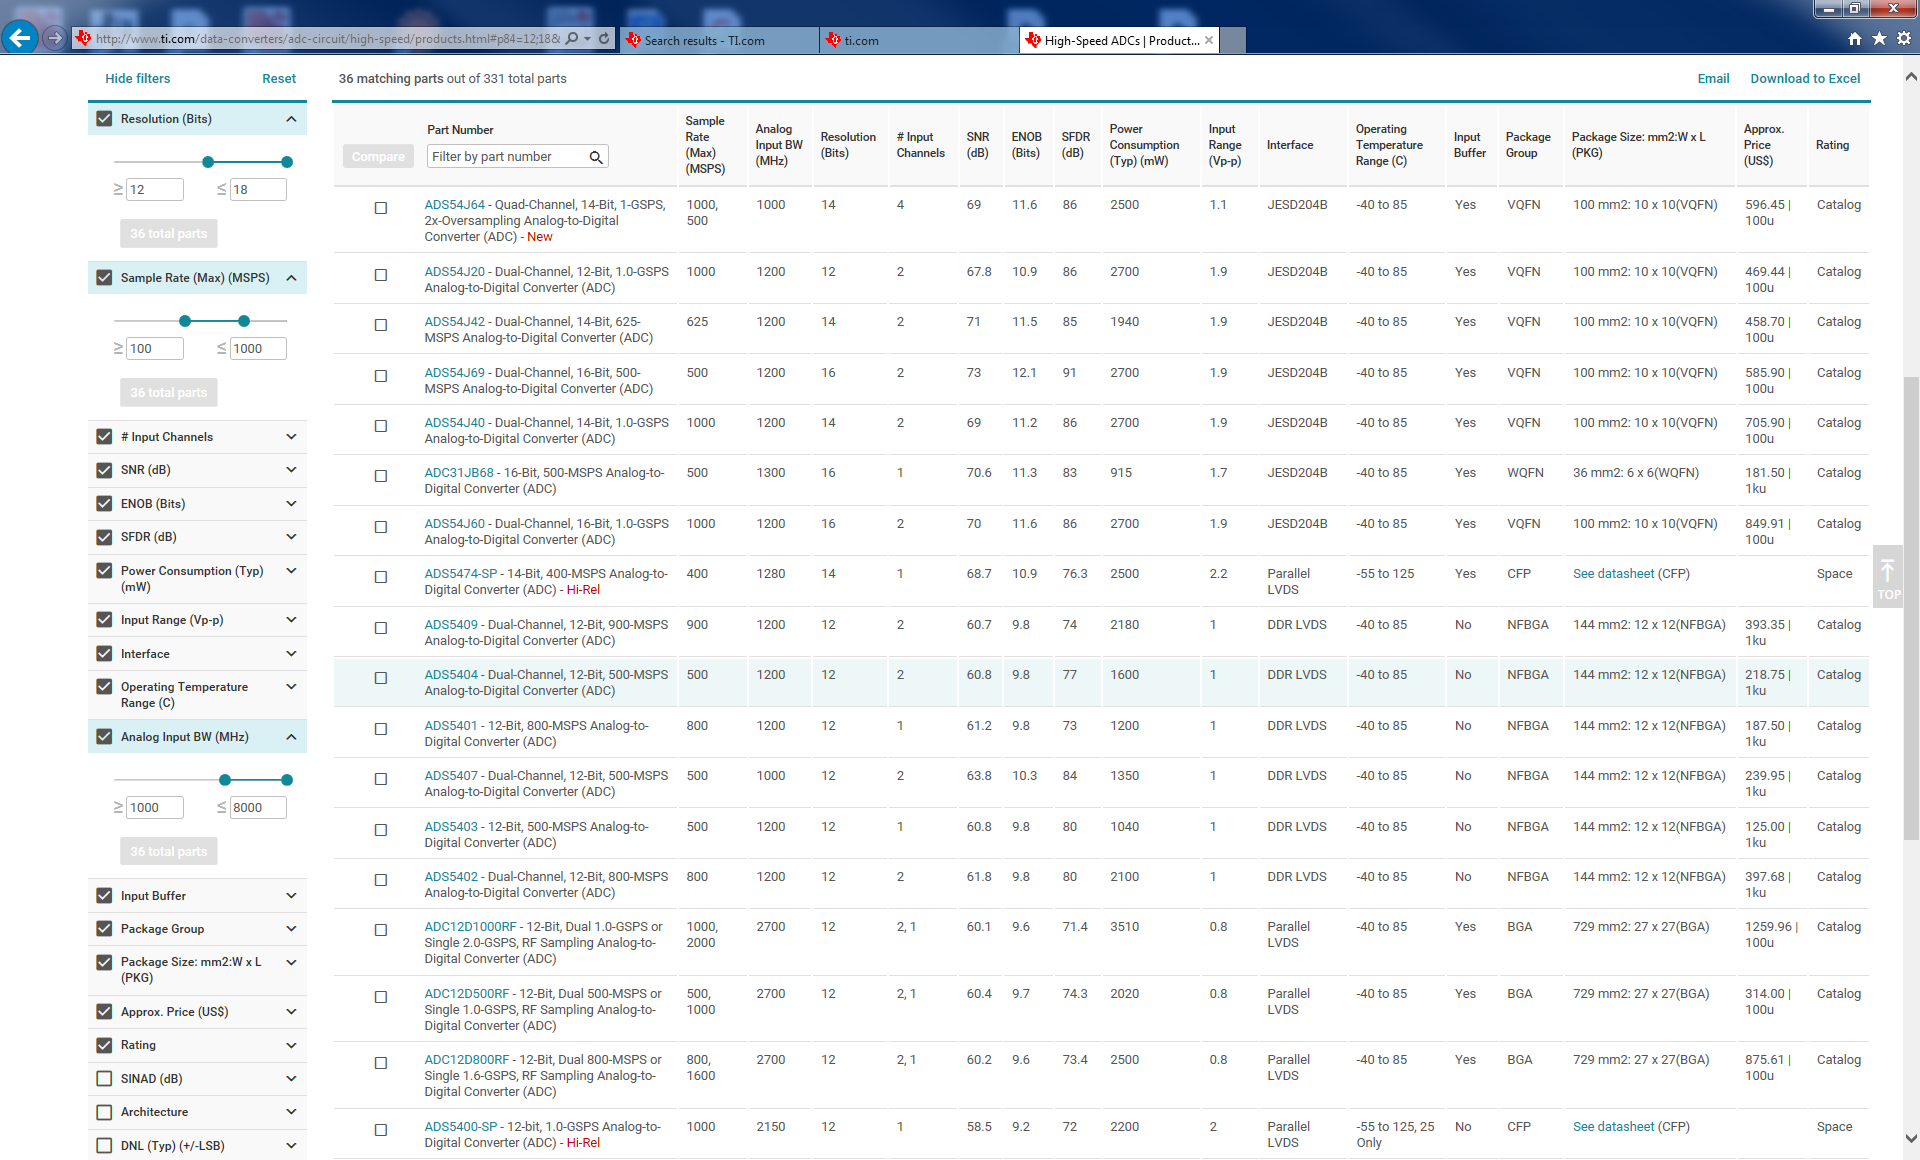 http://www.ti.com/data-converters/adc-circuit/high-speed/products.html#p84=12;18&
Search results - TI.com
ti.com
High-Speed ADCs | Product...
Hide filters Reset
36 matching parts out of 331 total parts
Email Download to Excel
Resolution (Bits)
≥ 12 ≤ 18
36 total parts
Sample Rate (Max) (MSPS)
≥ 100 ≤ 1000
36 total parts
# Input Channels
SNR (dB)
ENOB (Bits)
SFDR (dB)
Power Consumption (Typ)
(mW)
Input Range (Vp-p)
Interface
Operating Temperature
Range (C)
Analog Input BW (MHz)
≥ 1000 ≤ 8000
36 total parts
Input Buffer
Package Group
Package Size: mm2:W x L
(PKG)
Approx. Price (US$)
Rating
SINAD (dB)
Architecture
DNL (Typ) (+/-LSB)
Compare
Part Number
Filter by part number
Sample
Rate
(Max)
(MSPS)
Analog
Input BW
(MHz)
Resolution
(Bits)
# Input
Channels
SNR
(dB)
ENOB
(Bits)
SFDR
(dB)
Power
Consumption
(Typ) (mW)
Input
Range
(Vp-p)
Interface
Operating
Temperature
Range (C)
Input
Buffer
Package
Group
Package Size: mm2:W x L
(PKG)
Approx.
Price
(US$)
Rating
ADS54J64 - Quad-Channel, 14-Bit, 1-GSPS, 1000, 1000 14 4 69 11.6 86 2500 1.1 JESD204B -40 to 85 Yes VQFN 100 mm2: 10 x 10(VQFN) 596.45 | Catalog
2x-Oversampling Analog-to-Digital 500 100u
Converter (ADC) - New
ADS54J20 - Dual-Channel, 12-Bit, 1.0-GSPS 1000 1200 12 2 67.8 10.9 86 2700 1.9 JESD204B -40 to 85 Yes VQFN 100 mm2: 10 x 10(VQFN) 469.44 | Catalog
Analog-to-Digital Converter (ADC) 100u
ADS54J42 - Dual-Channel, 14-Bit, 625- 625 1200 14 2 71 11.5 85 1940 1.9 JESD204B -40 to 85 Yes VQFN 100 mm2: 10 x 10(VQFN) 458.70 | Catalog
MSPS Analog-to-Digital Converter (ADC) 100u
ADS54J69 - Dual-Channel, 16-Bit, 500- 500 1200 16 2 73 12.1 91 2700 1.9 JESD204B -40 to 85 Yes VQFN 100 mm2: 10 x 10(VQFN) 585.90 | Catalog
MSPS Analog-to-Digital Converter (ADC) 100u
ADS54J40 - Dual-Channel, 14-Bit, 1.0-GSPS 1000 1200 14 2 69 11.2 86 2700 1.9 JESD204B -40 to 85 Yes VQFN 100 mm2: 10 x 10(VQFN) 705.90 | Catalog
Analog-to-Digital Converter (ADC) 100u
ADC31JB68 - 16-Bit, 500-MSPS Analog-to- 500 1300 16 1 70.6 11.3 83 915 1.7 JESD204B -40 to 85 Yes WQFN 36 mm2: 6 x 6(WQFN) 181.50 | Catalog
Digital Converter (ADC) 1ku
ADS54J60 - Dual-Channel, 16-Bit, 1.0-GSPS 1000 1200 16 2 70 11.6 86 2700 1.9 JESD204B -40 to 85 Yes VQFN 100 mm2: 10 x 10(VQFN) 849.91 | Catalog
Analog-to-Digital Converter (ADC) 100u
ADS5474-SP - 14-Bit, 400-MSPS Analog-to- 400 1280 14 1 68.7 10.9 76.3 2500 2.2 Parallel -55 to 125 Yes CFP See datasheet (CFP) Space
Digital Converter (ADC) - Hi-Rel LVDS
ADS5409 - Dual-Channel, 12-Bit, 900-MSPS 900 1200 12 2 60.7 9.8 74 2180 1 DDR LVDS -40 to 85 No NFBGA 144 mm2: 12 x 12(NFBGA) 393.35 | Catalog
Analog-to-Digital Converter (ADC) 1ku
ADS5404 - Dual-Channel, 12-Bit, 500-MSPS 500 1200 12 2 60.8 9.8 77 1600 1 DDR LVDS -40 to 85 No NFBGA 144 mm2: 12 x 12(NFBGA) 218.75 | Catalog
Analog-to-Digital Converter (ADC) 1ku
ADS5401 - 12-Bit, 800-MSPS Analog-to- 800 1200 12 1 61.2 9.8 73 1200 1 DDR LVDS -40 to 85 No NFBGA 144 mm2: 12 x 12(NFBGA) 187.50 | Catalog
Digital Converter (ADC) 1ku
ADS5407 - Dual-Channel, 12-Bit, 500-MSPS 500 1000 12 2 63.8 10.3 84 1350 1 DDR LVDS -40 to 85 No NFBGA 144 mm2: 12 x 12(NFBGA) 239.95 | Catalog
Analog-to-Digital Converter (ADC) 1ku
ADS5403 - 12-Bit, 500-MSPS Analog-to- 500 1200 12 1 60.8 9.8 80 1040 1 DDR LVDS -40 to 85 No NFBGA 144 mm2: 12 x 12(NFBGA) 125.00 | Catalog
Digital Converter (ADC) 1ku
ADS5402 - Dual-Channel, 12-Bit, 800-MSPS 800 1200 12 2 61.8 9.8 80 2100 1 DDR LVDS -40 to 85 No NFBGA 144 mm2: 12 x 12(NFBGA) 397.68 | Catalog
Analog-to-Digital Converter (ADC) 1ku
ADC12D1000RF - 12-Bit, Dual 1.0-GSPS or 1000, 2700 12 2, 1 60.1 9.6 71.4 3510 0.8 Parallel -40 to 85 Yes BGA 729 mm2: 27 x 27(BGA) 1259.96 | Catalog
Single 2.0-GSPS, RF Sampling Analog-to- 2000 LVDS 100u
Digital Converter (ADC)
ADC12D500RF - 12-Bit, Dual 500-MSPS or 500, 2700 12 2, 1 60.4 9.7 74.3 2020 0.8 Parallel -40 to 85 Yes BGA 729 mm2: 27 x 27(BGA) 314.00 | Catalog
Single 1.0-GSPS, RF Sampling Analog-to- 1000 LVDS 100u
Digital Converter (ADC)
ADC12D800RF - 12-Bit, Dual 800-MSPS or 800, 2700 12 2, 1 60.2 9.6 73.4 2500 0.8 Parallel -40 to 85 Yes BGA 729 mm2: 27 x 27(BGA) 875.61 | Catalog
Single 1.6-GSPS, RF Sampling Analog-to- 1600 LVDS 100u
Digital Converter (ADC)
ADS5400-SP - 12-bit, 1.0-GSPS Analog-to- 1000 2150 12 1 58.5 9.2 72 2200 2 Parallel -55 to 125, 25 No CFP See datasheet (CFP) Space
Digital Converter (ADC) - Hi-Rel LVDS Only
TOP